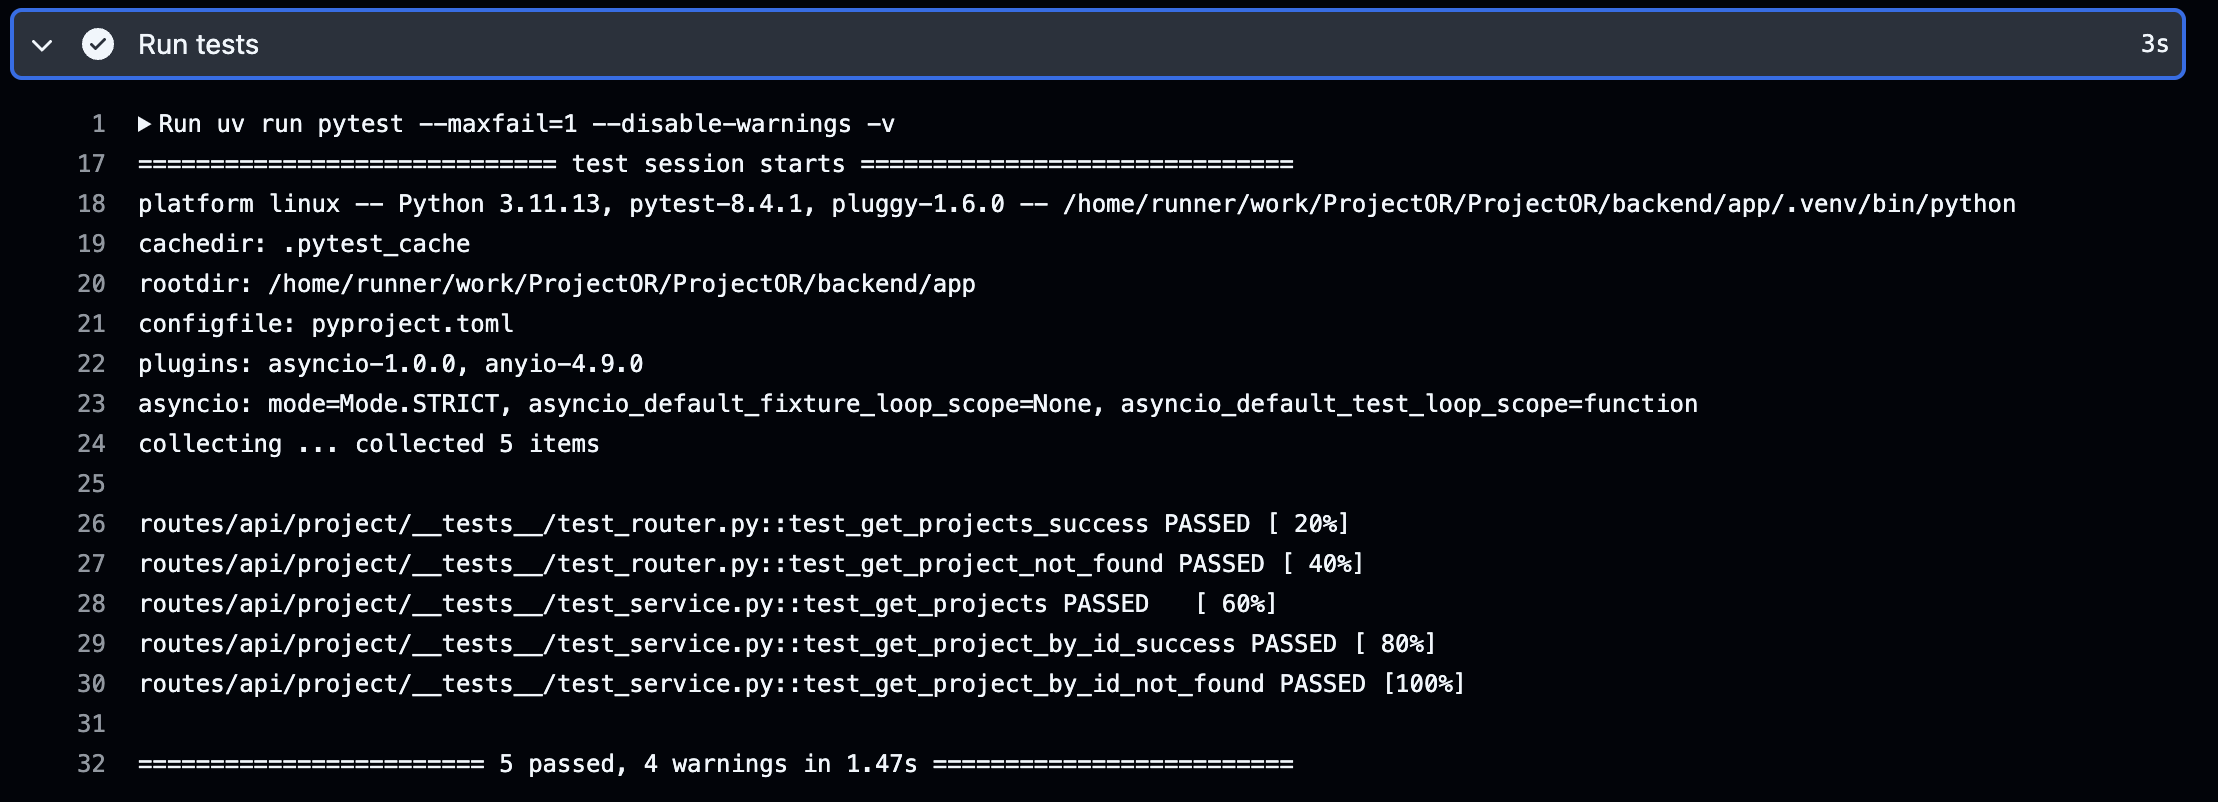 Run tests 3s
1 ▶Run uv run pytest --maxfail=1 --disable-warnings -v
17 ============================= test session starts ==============================
18 platform linux -- Python 3.11.13, pytest-8.4.1, pluggy-1.6.0 -- /home/runner/work/ProjectOR/ProjectOR/backend/app/.venv/bin/python
19 cachedir: .pytest_cache
20 rootdir: /home/runner/work/ProjectOR/ProjectOR/backend/app
21 configfile: pyproject.toml
22 plugins: asyncio-1.0.0, anyio-4.9.0
23 asyncio: mode=Mode.STRICT, asyncio_default_fixture_loop_scope=None, asyncio_default_test_loop_scope=function
24 collecting ... collected 5 items
25
26 routes/api/project/__tests__/test_router.py::test_get_projects_success PASSED [ 20%]
27 routes/api/project/__tests__/test_router.py::test_get_project_not_found PASSED [ 40%]
28 routes/api/project/__tests__/test_service.py::test_get_projects PASSED   [ 60%]
29 routes/api/project/__tests__/test_service.py::test_get_project_by_id_success PASSED [ 80%]
30 routes/api/project/__tests__/test_service.py::test_get_project_by_id_not_found PASSED [100%]
31
32 ======================== 5 passed, 4 warnings in 1.47s =========================